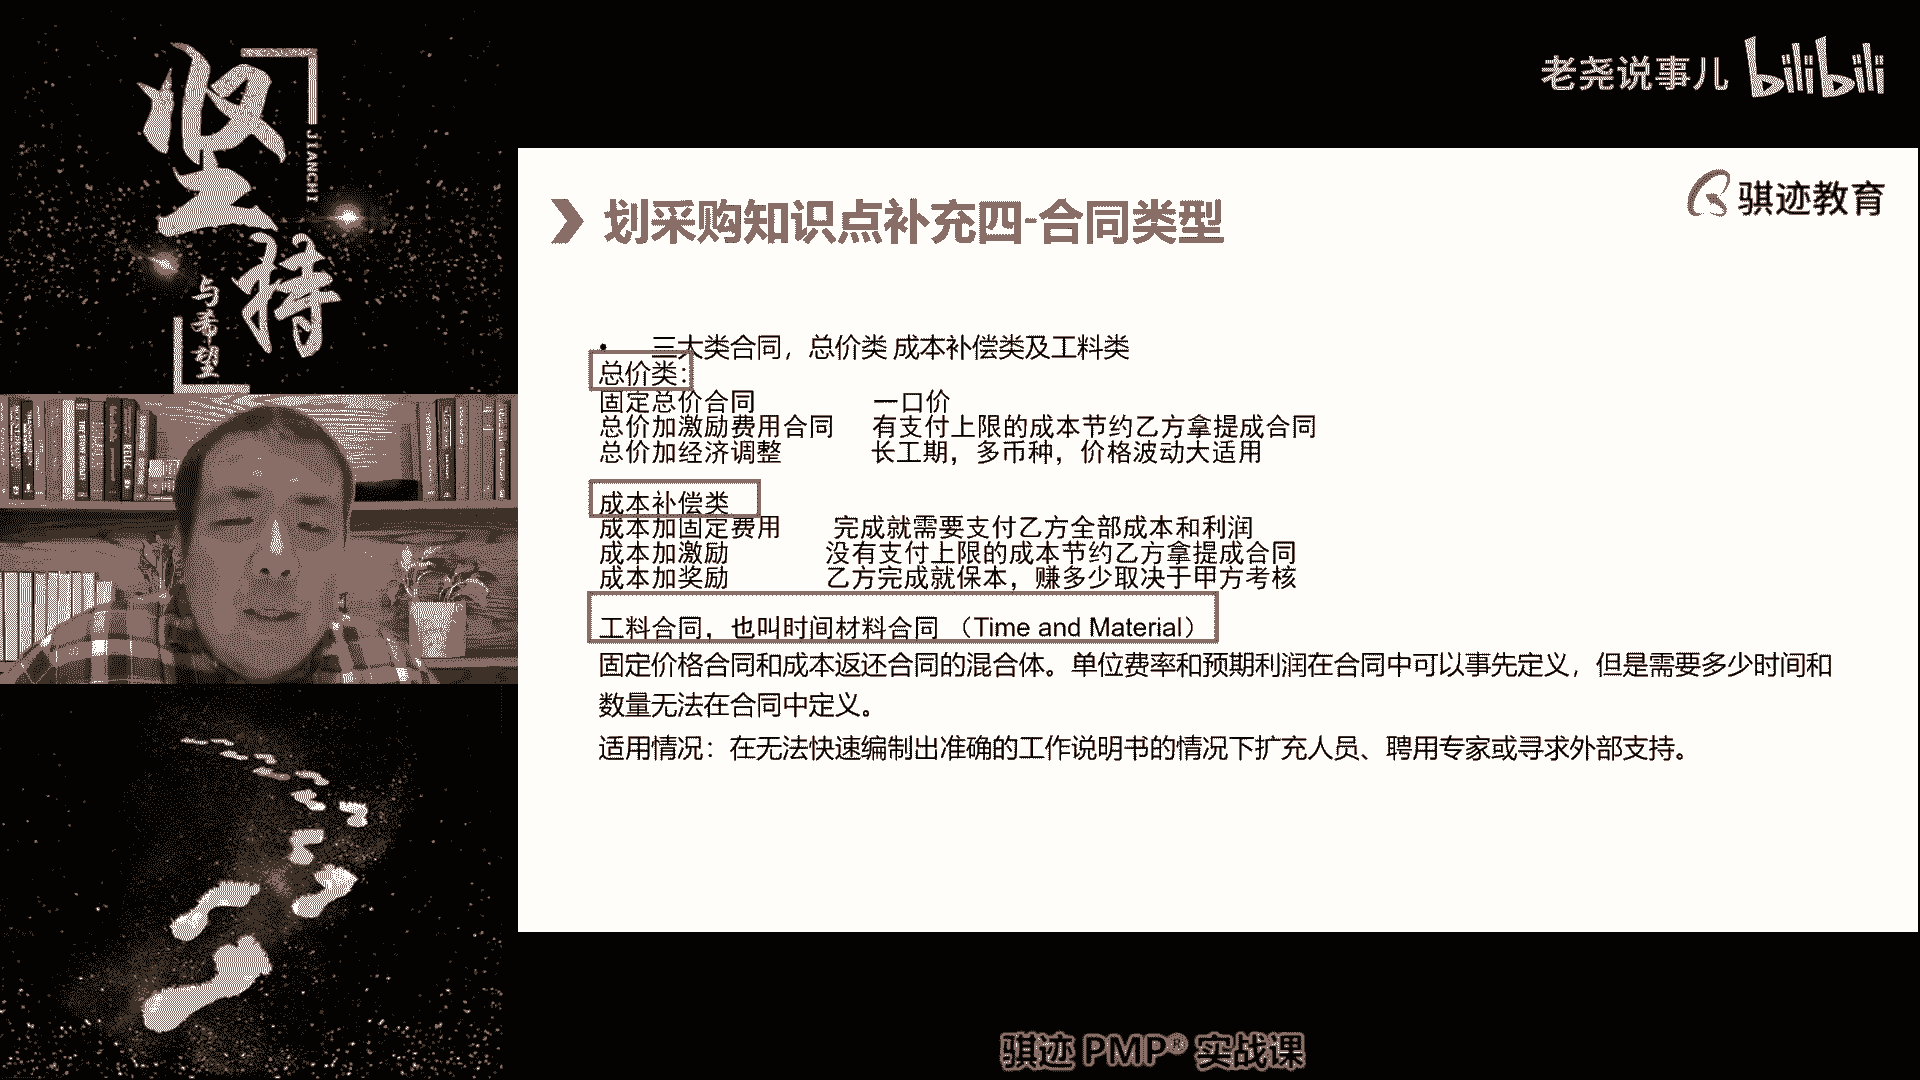 坚持
JIANCHI
与希望
老尧说事儿 bilibili
骐迹教育
划采购知识点补充四-合同类型
• 三大类合同，总价类 成本补偿类及工料类
总价类：
固定总价合同 一口价
总价加激励费用合同 有支付上限的成本节约乙方拿提成合同
总价加经济调整 长工期，多币种，价格波动大适用
成本补偿类
成本加固定费用 完成就需要支付乙方全部成本和利润
成本加激励 没有支付上限的成本节约乙方拿提成合同
成本加奖励 乙方完成就保本，赚多少取决于甲方考核
工料合同，也叫时间材料合同 （Time and Material）
固定价格合同和成本返还合同的混合体。单位费率和预期利润在合同中可以事先定义，但是需要多少时间和
数量无法在合同中定义。
适用情况：在无法快速编制出准确的工作说明书的情况下扩充人员、聘用专家或寻求外部支持。
骐迹 PMP® 实战课